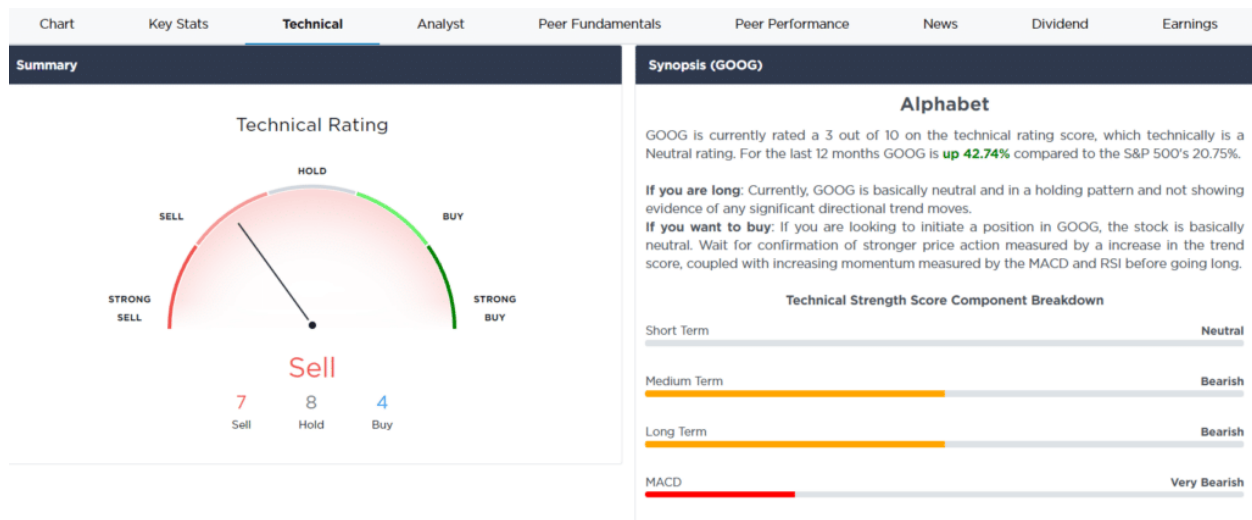 Chart Key Stats Technical Analyst Peer Fundamentals Peer Performance News Dividend Earnings
Summary
Technical Rating
HOLD
SELL
BUY
STRONG
SELL
STRONG
BUY
Sell
7 8 4
Sell Hold Buy
Synopsis (GOOG)
Alphabet
GOOG is currently rated a 3 out of 10 on the technical rating score, which technically is a
Neutral rating. For the last 12 months GOOG is up 42.74% compared to the S&P 500's 20.75%.
If you are long: Currently, GOOG is basically neutral and in a holding pattern and not showing
evidence of any significant directional trend moves.
If you want to buy: If you are looking to initiate a position in GOOG, the stock is basically
neutral. Wait for confirmation of stronger price action measured by a increase in the trend
score, coupled with increasing momentum measured by the MACD and RSI before going long.
Technical Strength Score Component Breakdown
Short Term Neutral
Medium Term Bearish
Long Term Bearish
MACD Very Bearish